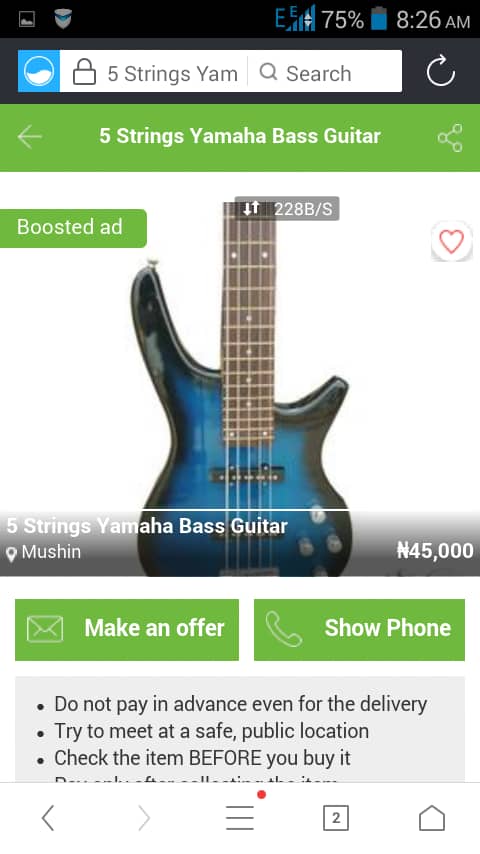 75% 8:26 AM
5 Strings Yam Search
5 Strings Yamaha Bass Guitar
228B/S
Boosted ad
5 Strings Yamaha Bass Guitar
Mushin
₦45,000
Make an offer Show Phone
• Do not pay in advance even for the delivery
• Try to meet at a safe, public location
• Check the item BEFORE you buy it
2